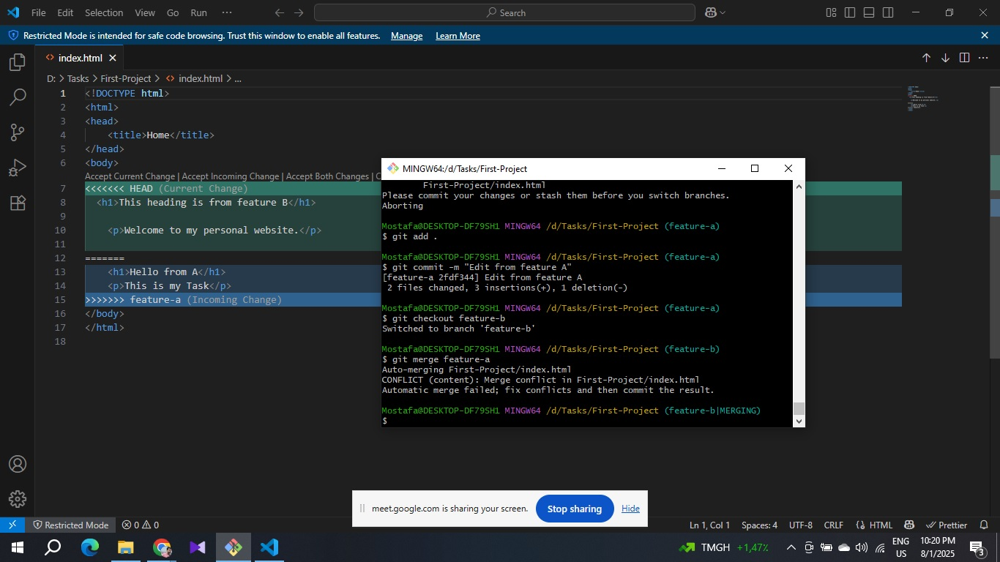 File Edit Selection View Go Run ···
Search
Restricted Mode is intended for safe code browsing. Trust this window to enable all features. Manage Learn More
index.html
D: > Tasks > First-Project > <> index.html > ...
1 <!DOCTYPE html>
2 <html>
3 <head>
4 <title>Home</title>
5 </head>
6 <body>
Accept Current Change | Accept Incoming Change | Accept Both Changes | C
7 <<<<<<< HEAD (Current Change)
8 <h1>This heading is from feature B</h1>
9
10 <p>Welcome to my personal website.</p>
11
12 =======
13 <h1>Hello from A</h1>
14 <p>This is my Task</p>
15 >>>>>>> feature-a (Incoming Change)
16 </body>
17 </html>
18
MINGW64:/d/Tasks/First-Project
First-Project/index.html
Please commit your changes or stash them before you switch branches.
Aborting
Mostafa@DESKTOP-DF79SH1 MINGW64 /d/Tasks/First-Project (feature-a)
$ git add .
Mostafa@DESKTOP-DF79SH1 MINGW64 /d/Tasks/First-Project (feature-a)
$ git commit -m "Edit from feature A"
[feature-a 2fdf344] Edit from feature A
2 files changed, 3 insertions(+), 1 deletion(-)
Mostafa@DESKTOP-DF79SH1 MINGW64 /d/Tasks/First-Project (feature-a)
$ git checkout feature-b
Switched to branch 'feature-b'
Mostafa@DESKTOP-DF79SH1 MINGW64 /d/Tasks/First-Project (feature-b)
$ git merge feature-a
Auto-merging First-Project/index.html
CONFLICT (content): Merge conflict in First-Project/index.html
Automatic merge failed; fix conflicts and then commit the result.
Mostafa@DESKTOP-DF79SH1 MINGW64 /d/Tasks/First-Project (feature-b|MERGING)
$
meet.google.com is sharing your screen. Stop sharing Hide
Restricted Mode 0 0 Ln 1, Col 1 Spaces: 4 UTF-8 CRLF {} HTML Prettier
TMGH +1,47% ENG US 10:20 PM 8/1/2025 3